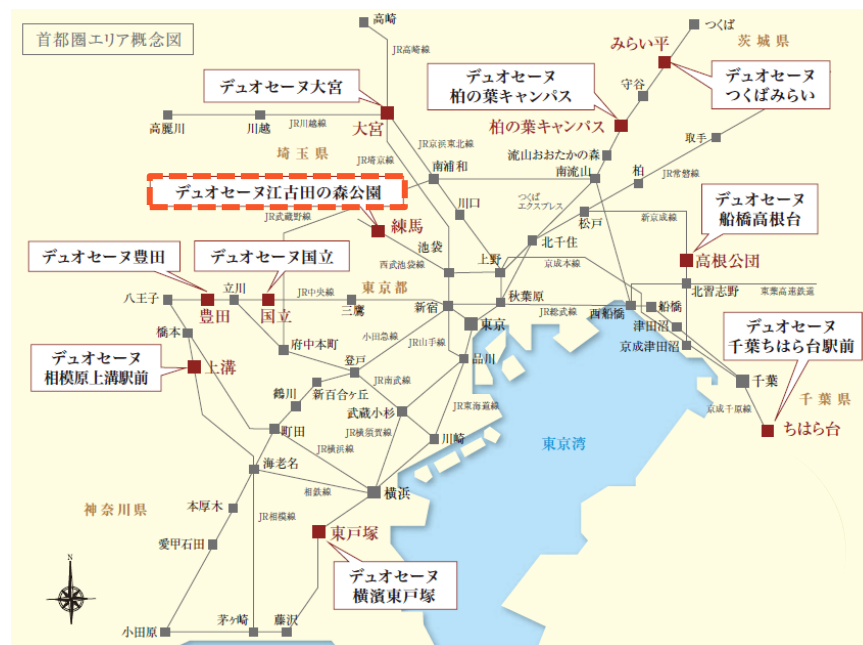 首都圏エリア概念図
高崎
JR高崎線
つくば
みらい平
茨城県
デュオセーヌ
大宮
デュオセーヌ
柏の葉キャンパス
デュオセーヌ
つくばみらい
守谷
高麗川
川越
JR川越線
大宮
柏の葉キャンパス
取手
JR京浜東北線
埼玉県
JR埼京線
南浦和
流山おおたかの森
南流山
柏
JR常磐線
デュオセーヌ江古田の森公園
JR武蔵野線
川口
つくば
エクスプレス
松戸
新京成線
デュオセーヌ
船橋高根台
練馬
池袋
西武池袋線
上野
北千住
京成本線
高根公団
デュオセーヌ豊田
デュオセーヌ国立
八王子
立川
JR中央線
東京都
三鷹
新宿
秋葉原
JR総武線
西船橋
船橋
北習志野
東葉高速鉄道
豊田
国立
橋本
小田急線
東京
津田沼
京成津田沼
デュオセーヌ
千葉ちはら台駅前
府中本町
JR山手線
デュオセーヌ
相模原上溝駅前
上溝
登戸
品川
千葉
鶴川
新百合ヶ丘
JR南武線
武蔵小杉
JR東海道線
京成千原線
千葉県
町田
JR横浜線
JR横須賀線
川崎
東京湾
ちはら台
海老名
相鉄線
横浜
神奈川県
本厚木
JR相模線
東戸塚
愛甲石田
デュオセーヌ
横濱東戸塚
N
小田原
茅ヶ崎
藤沢